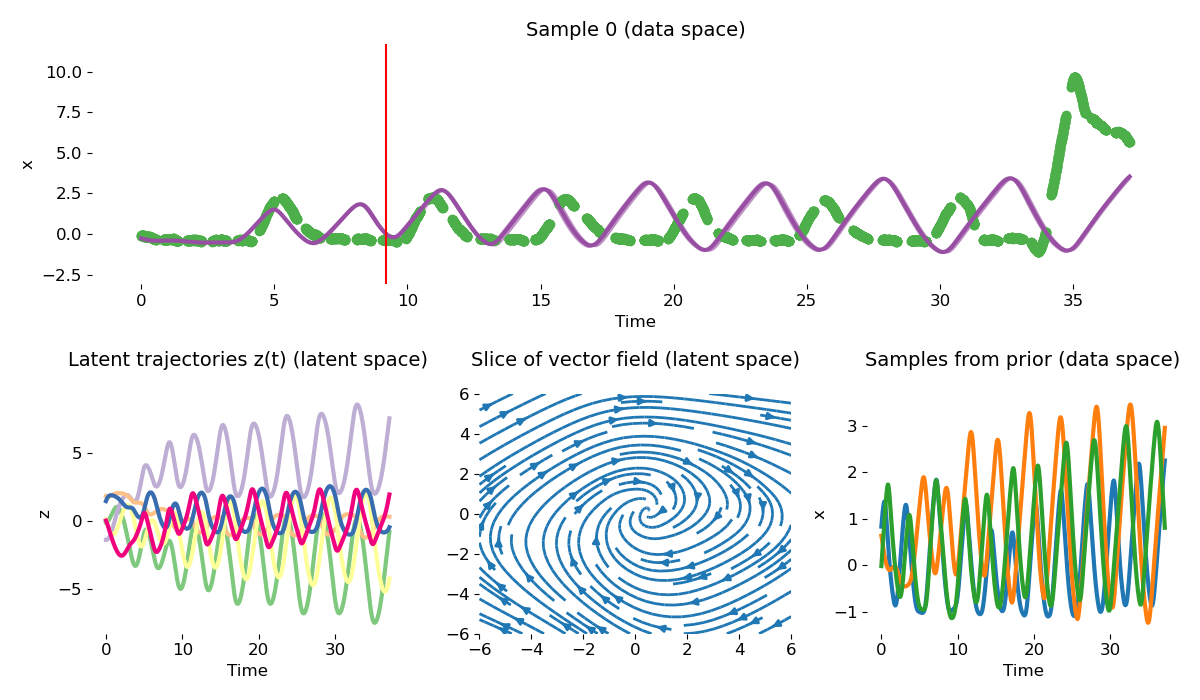 Sample 0 (data space)
10.0
7.5
5.0
2.5
0.0
−2.5
x
0 5 10 15 20 25 30 35
Time
Latent trajectories z(t) (latent space)
5
0
−5
z
0 10 20 30
Time
Slice of vector field (latent space)
6
4
2
0
−2
−4
−6
−6 −4 −2 0 2 4 6
Samples from prior (data space)
3
2
1
0
−1
x
0 10 20 30
Time